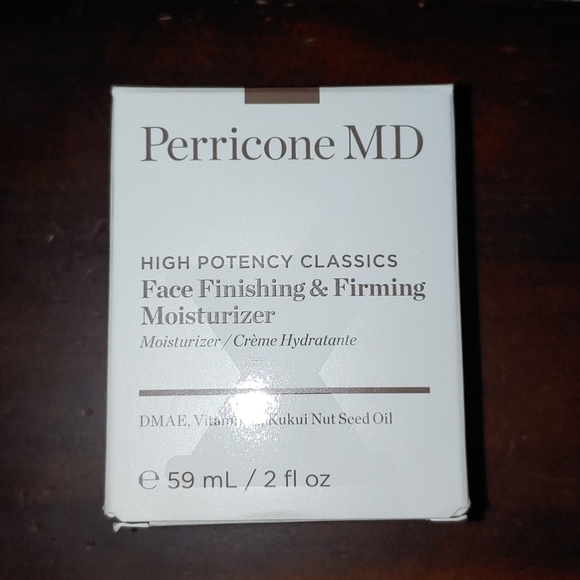 Perricone MD
HIGH POTENCY CLASSICS
Face Finishing & Firming
Moisturizer
Moisturizer / Crème Hydratante
DMAE, Kukui Nut Seed Oil
℮ 59 mL / 2 fl oz